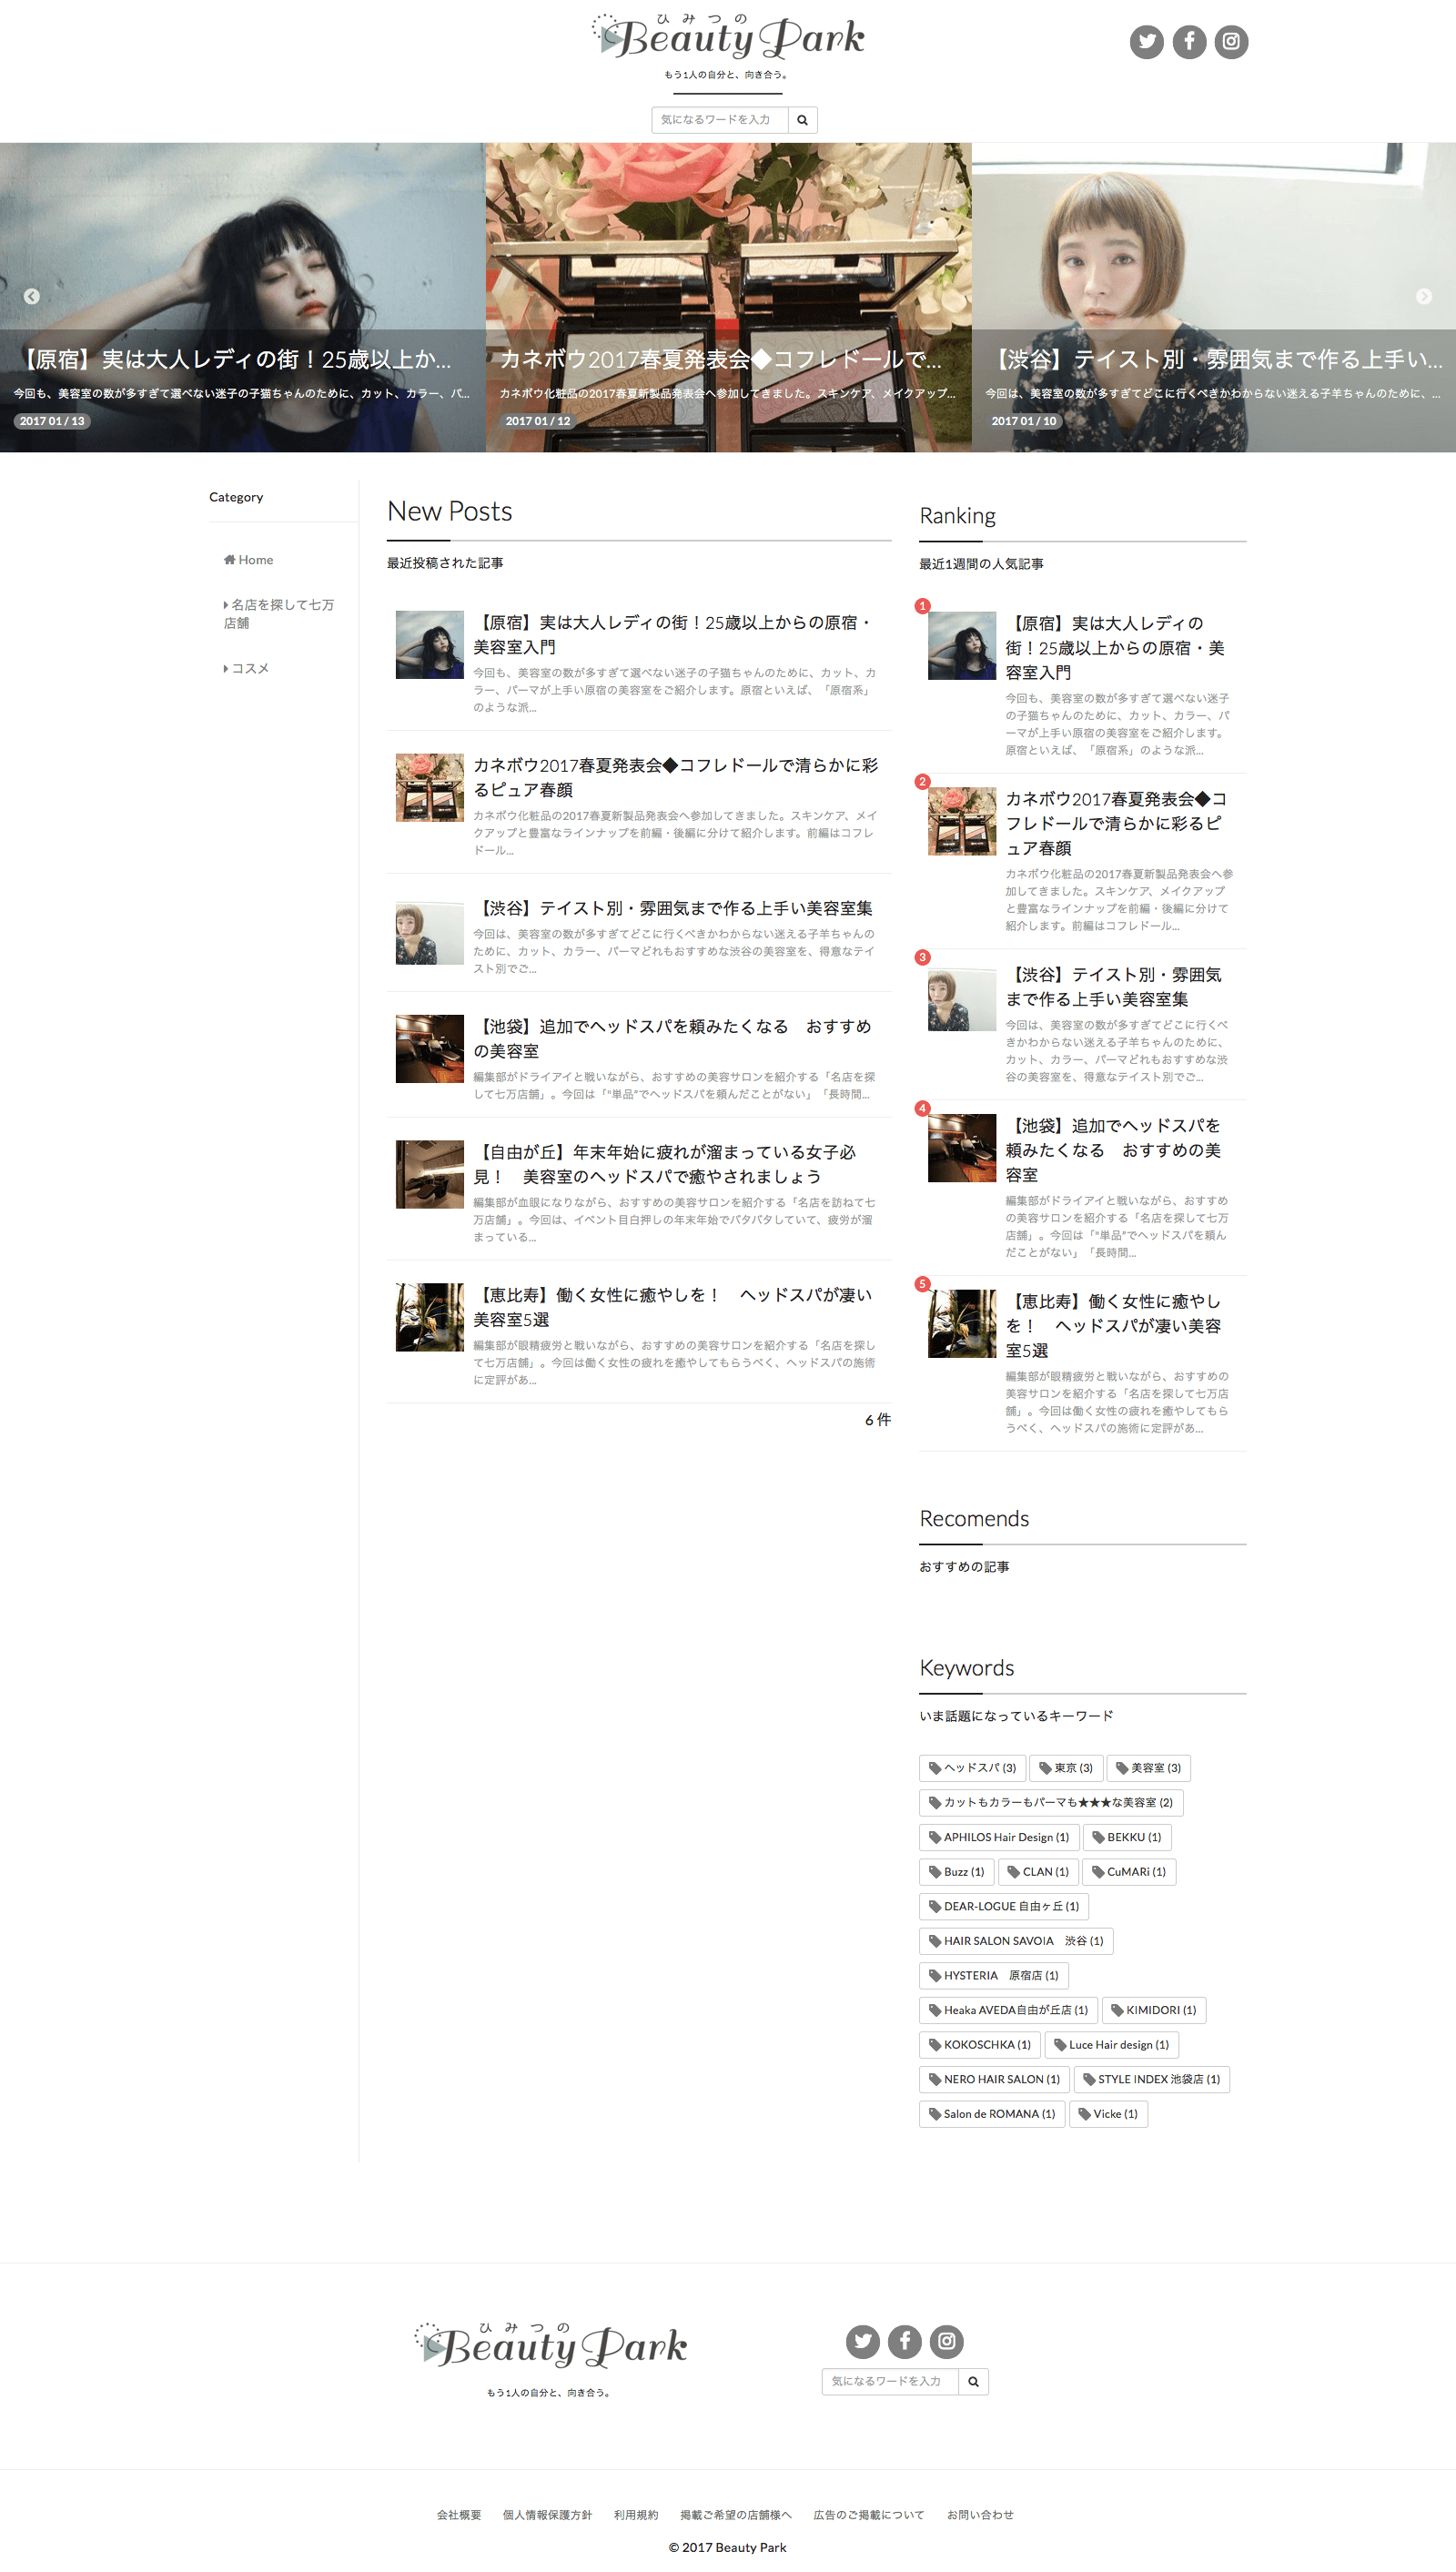 ひみつの
Beauty Park
もう1人の自分と、向き合う。
気になるワードを入力
【原宿】実は大人レディの街！25歳以上か...
今回も、美容室の数が多すぎて選べない迷子の子猫ちゃんのために、カット、カラー、パ...
2017 01 / 13
カネボウ2017春夏発表会◆コフレドールで...
カネボウ化粧品の2017春夏新製品発表会へ参加してきました。スキンケア、メイクアップ...
2017 01 / 12
【渋谷】テイスト別・雰囲気まで作る上手い...
今回は、美容室の数が多すぎてどこに行くべきかわからない迷える子羊ちゃんのために、...
2017 01 / 10
Category
Home
名店を探して七万
店舗
コスメ
New Posts
最近投稿された記事
【原宿】実は大人レディの街！25歳以上からの原宿・
美容室入門
今回も、美容室の数が多すぎて選べない迷子の子猫ちゃんのために、カット、カ
ラー、パーマが上手い原宿の美容室をご紹介します。原宿といえば、「原宿系」
のような派...
カネボウ2017春夏発表会◆コフレドールで清らかに彩
るピュア春顔
カネボウ化粧品の2017春夏新製品発表会へ参加してきました。スキンケア、メイ
クアップと豊富なラインナップを前編・後編に分けて紹介します。前編はコフレ
ドール...
【渋谷】テイスト別・雰囲気まで作る上手い美容室集
今回は、美容室の数が多すぎてどこに行くべきかわからない迷える子羊ちゃんの
ために、カット、カラー、パーマどれもおすすめな渋谷の美容室を、得意なテイ
スト別でご...
【池袋】追加でヘッドスパを頼みたくなる　おすすめ
の美容室
編集部がドライアイと戦いながら、おすすめの美容サロンを紹介する「名店を探
して七万店舗」。今回は「"単品"でヘッドスパを頼んだことがない」「長時間...
【自由が丘】年末年始に疲れが溜まっている女子必
見！　美容室のヘッドスパで癒やされましょう
編集部が血眼になりながら、おすすめの美容サロンを紹介する「名店を訪ねて七
万店舗」。今回は、イベント目白押しの年末年始でバタバタしていて、疲労が溜
まっている...
【恵比寿】働く女性に癒やしを！　ヘッドスパが凄い
美容室5選
編集部が眼精疲労と戦いながら、おすすめの美容サロンを紹介する「名店を探し
て七万店舗」。今回は働く女性の疲れを癒やしてもらうべく、ヘッドスパの施術
に定評があ...
6 件
Ranking
最近1週間の人気記事
1
【原宿】実は大人レディの
街！25歳以上からの原宿・美
容室入門
今回も、美容室の数が多すぎて選べない迷子
の子猫ちゃんのために、カット、カラー、パ
ーマが上手い原宿の美容室をご紹介します。
原宿といえば、「原宿系」のような派...
2
カネボウ2017春夏発表会◆コ
フレドールで清らかに彩るピ
ュア春顔
カネボウ化粧品の2017春夏新製品発表会へ参
加してきました。スキンケア、メイクアップ
と豊富なラインナップを前編・後編に分けて
紹介します。前編はコフレドール...
3
【渋谷】テイスト別・雰囲気
まで作る上手い美容室集
今回は、美容室の数が多すぎてどこに行くべ
きかわからない迷える子羊ちゃんのために、
カット、カラー、パーマどれもおすすめな渋
谷の美容室を、得意なテイスト別でご...
4
【池袋】追加でヘッドスパを
頼みたくなる　おすすめの美
容室
編集部がドライアイと戦いながら、おすすめ
の美容サロンを紹介する「名店を探して七万
店舗」。今回は「"単品"でヘッドスパを頼ん
だことがない」「長時間...
5
【恵比寿】働く女性に癒やし
を！　ヘッドスパが凄い美容
室5選
編集部が眼精疲労と戦いながら、おすすめの
美容サロンを紹介する「名店を探して七万店
舗」。今回は働く女性の疲れを癒やしてもら
うべく、ヘッドスパの施術に定評があ...
Recomends
おすすめの記事
Keywords
いま話題になっているキーワード
ヘッドスパ (3) 東京 (3) 美容室 (3)
カットもカラーもパーマも★★★な美容室 (2)
APHILOS Hair Design (1) BEKKU (1)
Buzz (1) CLAN (1) CuMARi (1)
DEAR-LOGUE 自由ヶ丘 (1)
HAIR SALON SAVOIA　渋谷 (1)
HYSTERIA　原宿店 (1)
Heaka AVEDA自由が丘店 (1) KIMIDORI (1)
KOKOSCHKA (1) Luce Hair design (1)
NERO HAIR SALON (1) STYLE INDEX 池袋店 (1)
Salon de ROMANA (1) Vicke (1)
ひみつの
Beauty Park
もう1人の自分と、向き合う。
気になるワードを入力
会社概要 個人情報保護方針 利用規約 掲載ご希望の店舗様へ 広告のご掲載について お問い合わせ
© 2017 Beauty Park